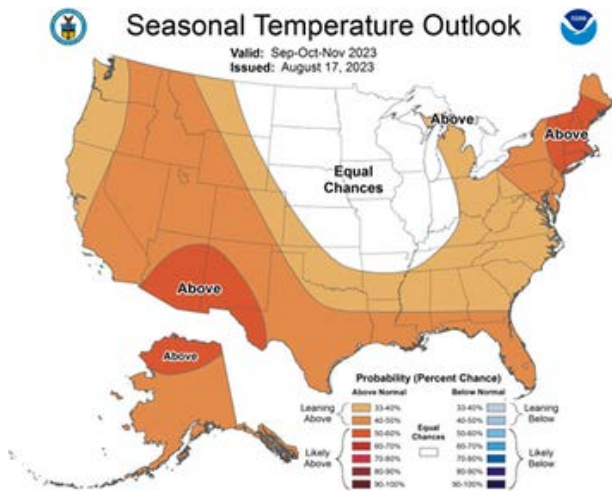 Seasonal Temperature Outlook
Valid: Sep-Oct-Nov 2023
Issued: August 17, 2023
Above
Above
Equal
Chances
Above
Above
Probability (Percent Chance)
Above Normal
Below Normal
Leaning
Above
33-40%
40-50%
Likely
Above
50-60%
60-70%
70-80%
80-90%
90-100%
Equal
Chances
33-40%
40-50%
Leaning
Below
50-60%
60-70%
70-80%
80-90%
90-100%
Likely
Below